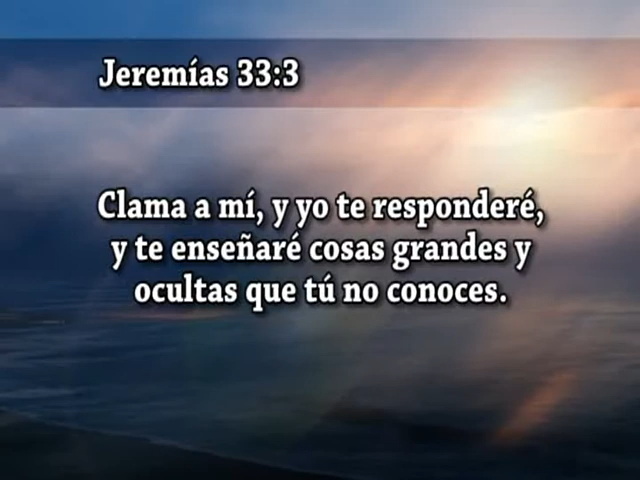 Jeremías 33:3
Clama a mí, y yo te responderé,
y te enseñaré cosas grandes y
ocultas que tú no conoces.